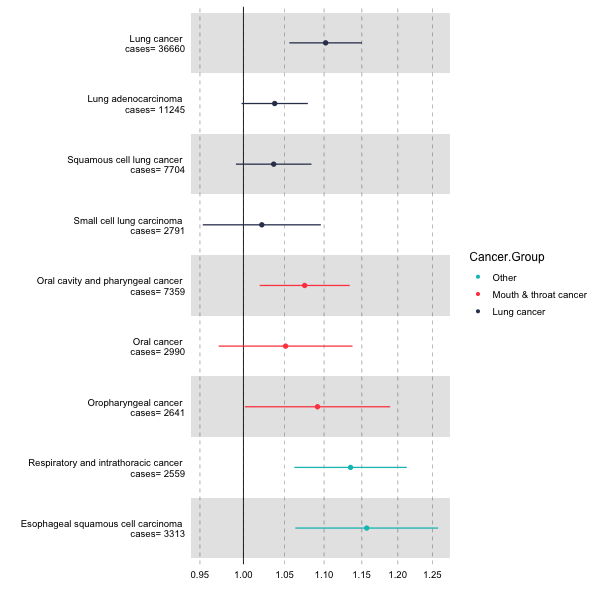 Lung cancer
cases= 36660
Lung adenocarcinoma
cases= 11245
Squamous cell lung cancer
cases= 7704
Small cell lung carcinoma
cases= 2791
Oral cavity and pharyngeal cancer
cases= 7359
Oral cancer
cases= 2990
Oropharyngeal cancer
cases= 2641
Respiratory and intrathoracic cancer
cases= 2559
Esophageal squamous cell carcinoma
cases= 3313
0.95 1.00 1.05 1.10 1.15 1.20 1.25
Cancer.Group
Other
Mouth & throat cancer
Lung cancer